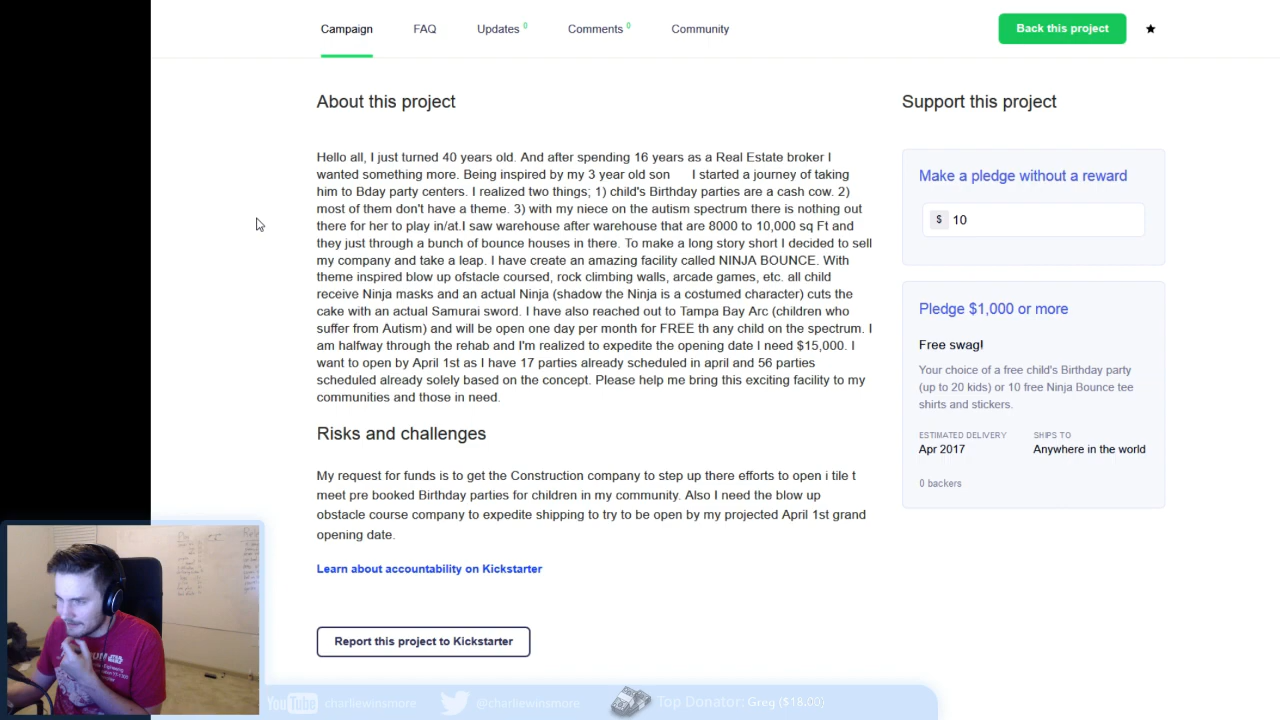 Campaign FAQ Updates 0 Comments 0 Community Back this project
About this project
Hello all, I just turned 40 years old. And after spending 16 years as a Real Estate broker I
wanted something more. Being inspired by my 3 year old son I started a journey of taking
him to Bday party centers. I realized two things; 1) child's Birthday parties are a cash cow. 2)
most of them don't have a theme. 3) with my niece on the autism spectrum there is nothing out
there for her to play in/at.I saw warehouse after warehouse that are 8000 to 10,000 sq Ft and
they just through a bunch of bounce houses in there. To make a long story short I decided to sell
my company and take a leap. I have create an amazing facility called NINJA BOUNCE. With
theme inspired blow up ofstacle coursed, rock climbing walls, arcade games, etc. all child
receive Ninja masks and an actual Ninja (shadow the Ninja is a costumed character) cuts the
cake with an actual Samurai sword. I have also reached out to Tampa Bay Arc (children who
suffer from Autism) and will be open one day per month for FREE th any child on the spectrum. I
am halfway through the rehab and I'm realized to expedite the opening date I need $15,000. I
want to open by April 1st as I have 17 parties already scheduled in april and 56 parties
scheduled already solely based on the concept. Please help me bring this exciting facility to my
communities and those in need.
Risks and challenges
My request for funds is to get the Construction company to step up there efforts to open i tile t
meet pre booked Birthday parties for children in my community. Also I need the blow up
obstacle course company to expedite shipping to try to be open by my projected April 1st grand
opening date.
Learn about accountability on Kickstarter
Report this project to Kickstarter
Support this project
Make a pledge without a reward
$ 10
Pledge $1,000 or more
Free swag!
Your choice of a free child's Birthday party
(up to 20 kids) or 10 free Ninja Bounce tee
shirts and stickers.
ESTIMATED DELIVERY SHIPS TO
Apr 2017 Anywhere in the world
0 backers
YouTube charliewinsmore @charliewinsmore Top Donator: Greg ($18.00)